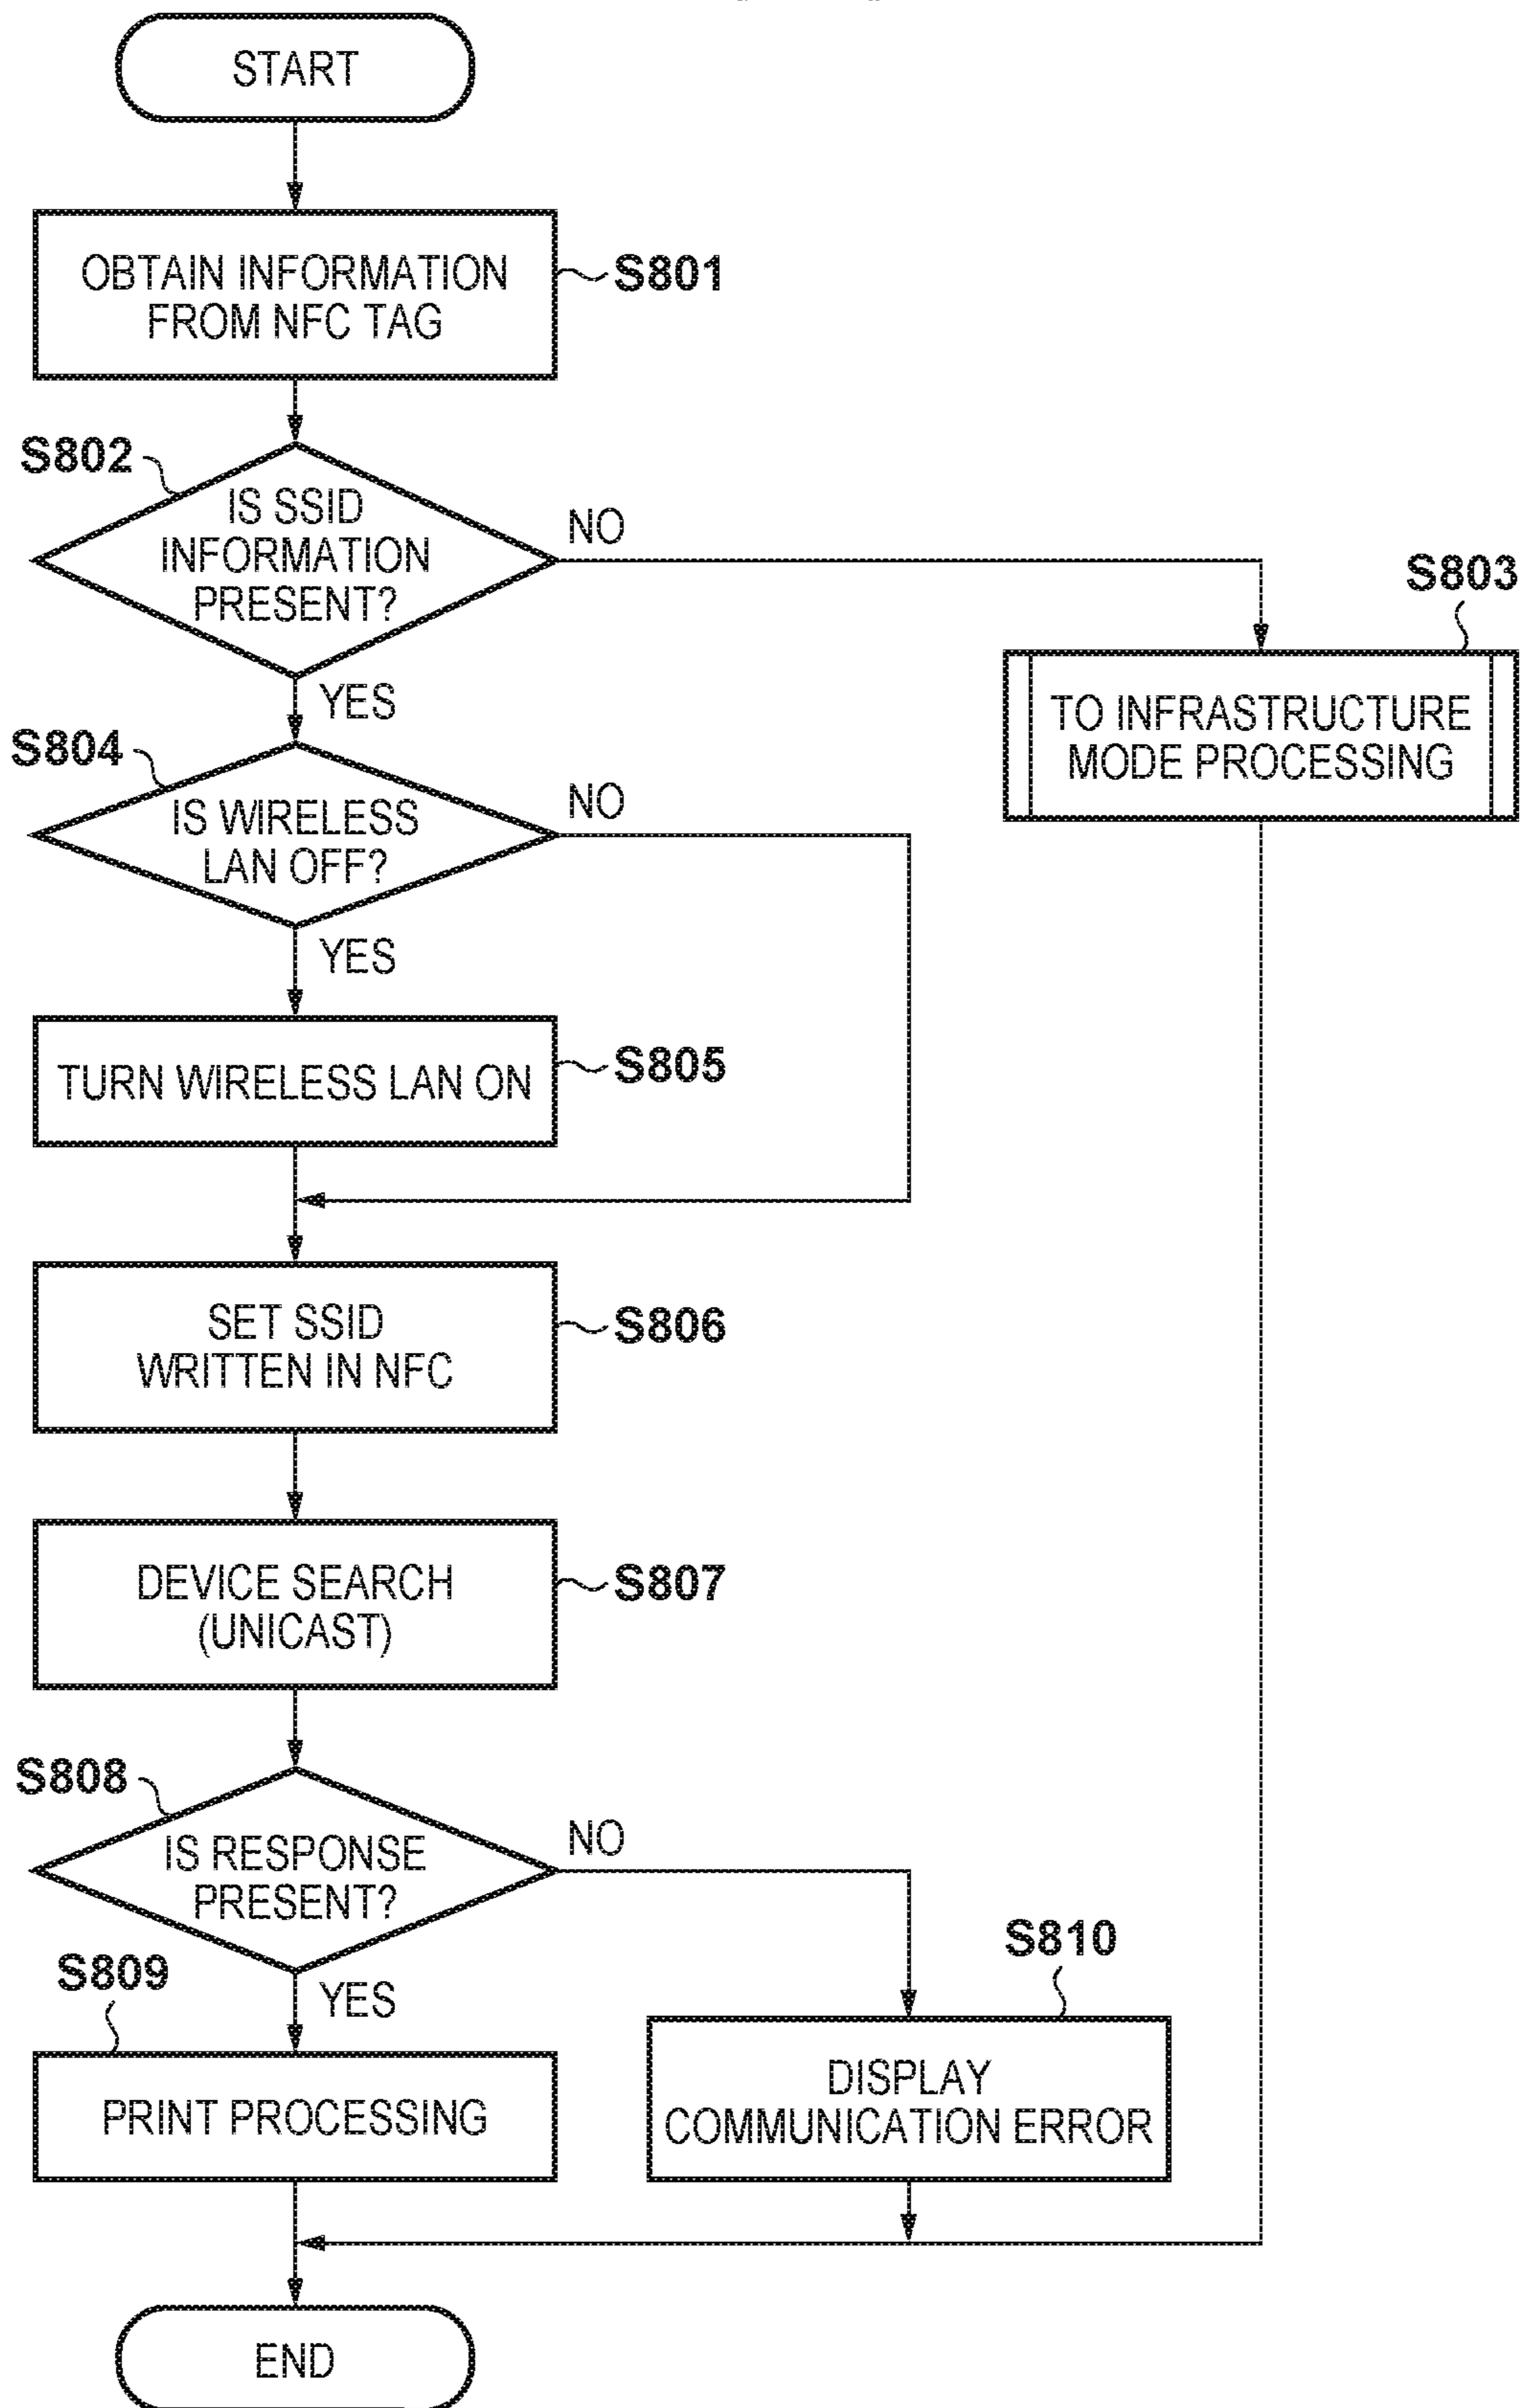 START
OBTAIN INFORMATION
FROM NFC TAG
S801
S802
IS SSID
INFORMATION
PRESENT?
NO
S803
TO INFRASTRUCTURE
MODE PROCESSING
YES
S804
IS WIRELESS
LAN OFF?
NO
YES
TURN WIRELESS LAN ON
S805
SET SSID
WRITTEN IN NFC
S806
DEVICE SEARCH
(UNICAST)
S807
S808
IS RESPONSE
PRESENT?
NO
S810
DISPLAY
COMMUNICATION ERROR
S809
YES
PRINT PROCESSING
END